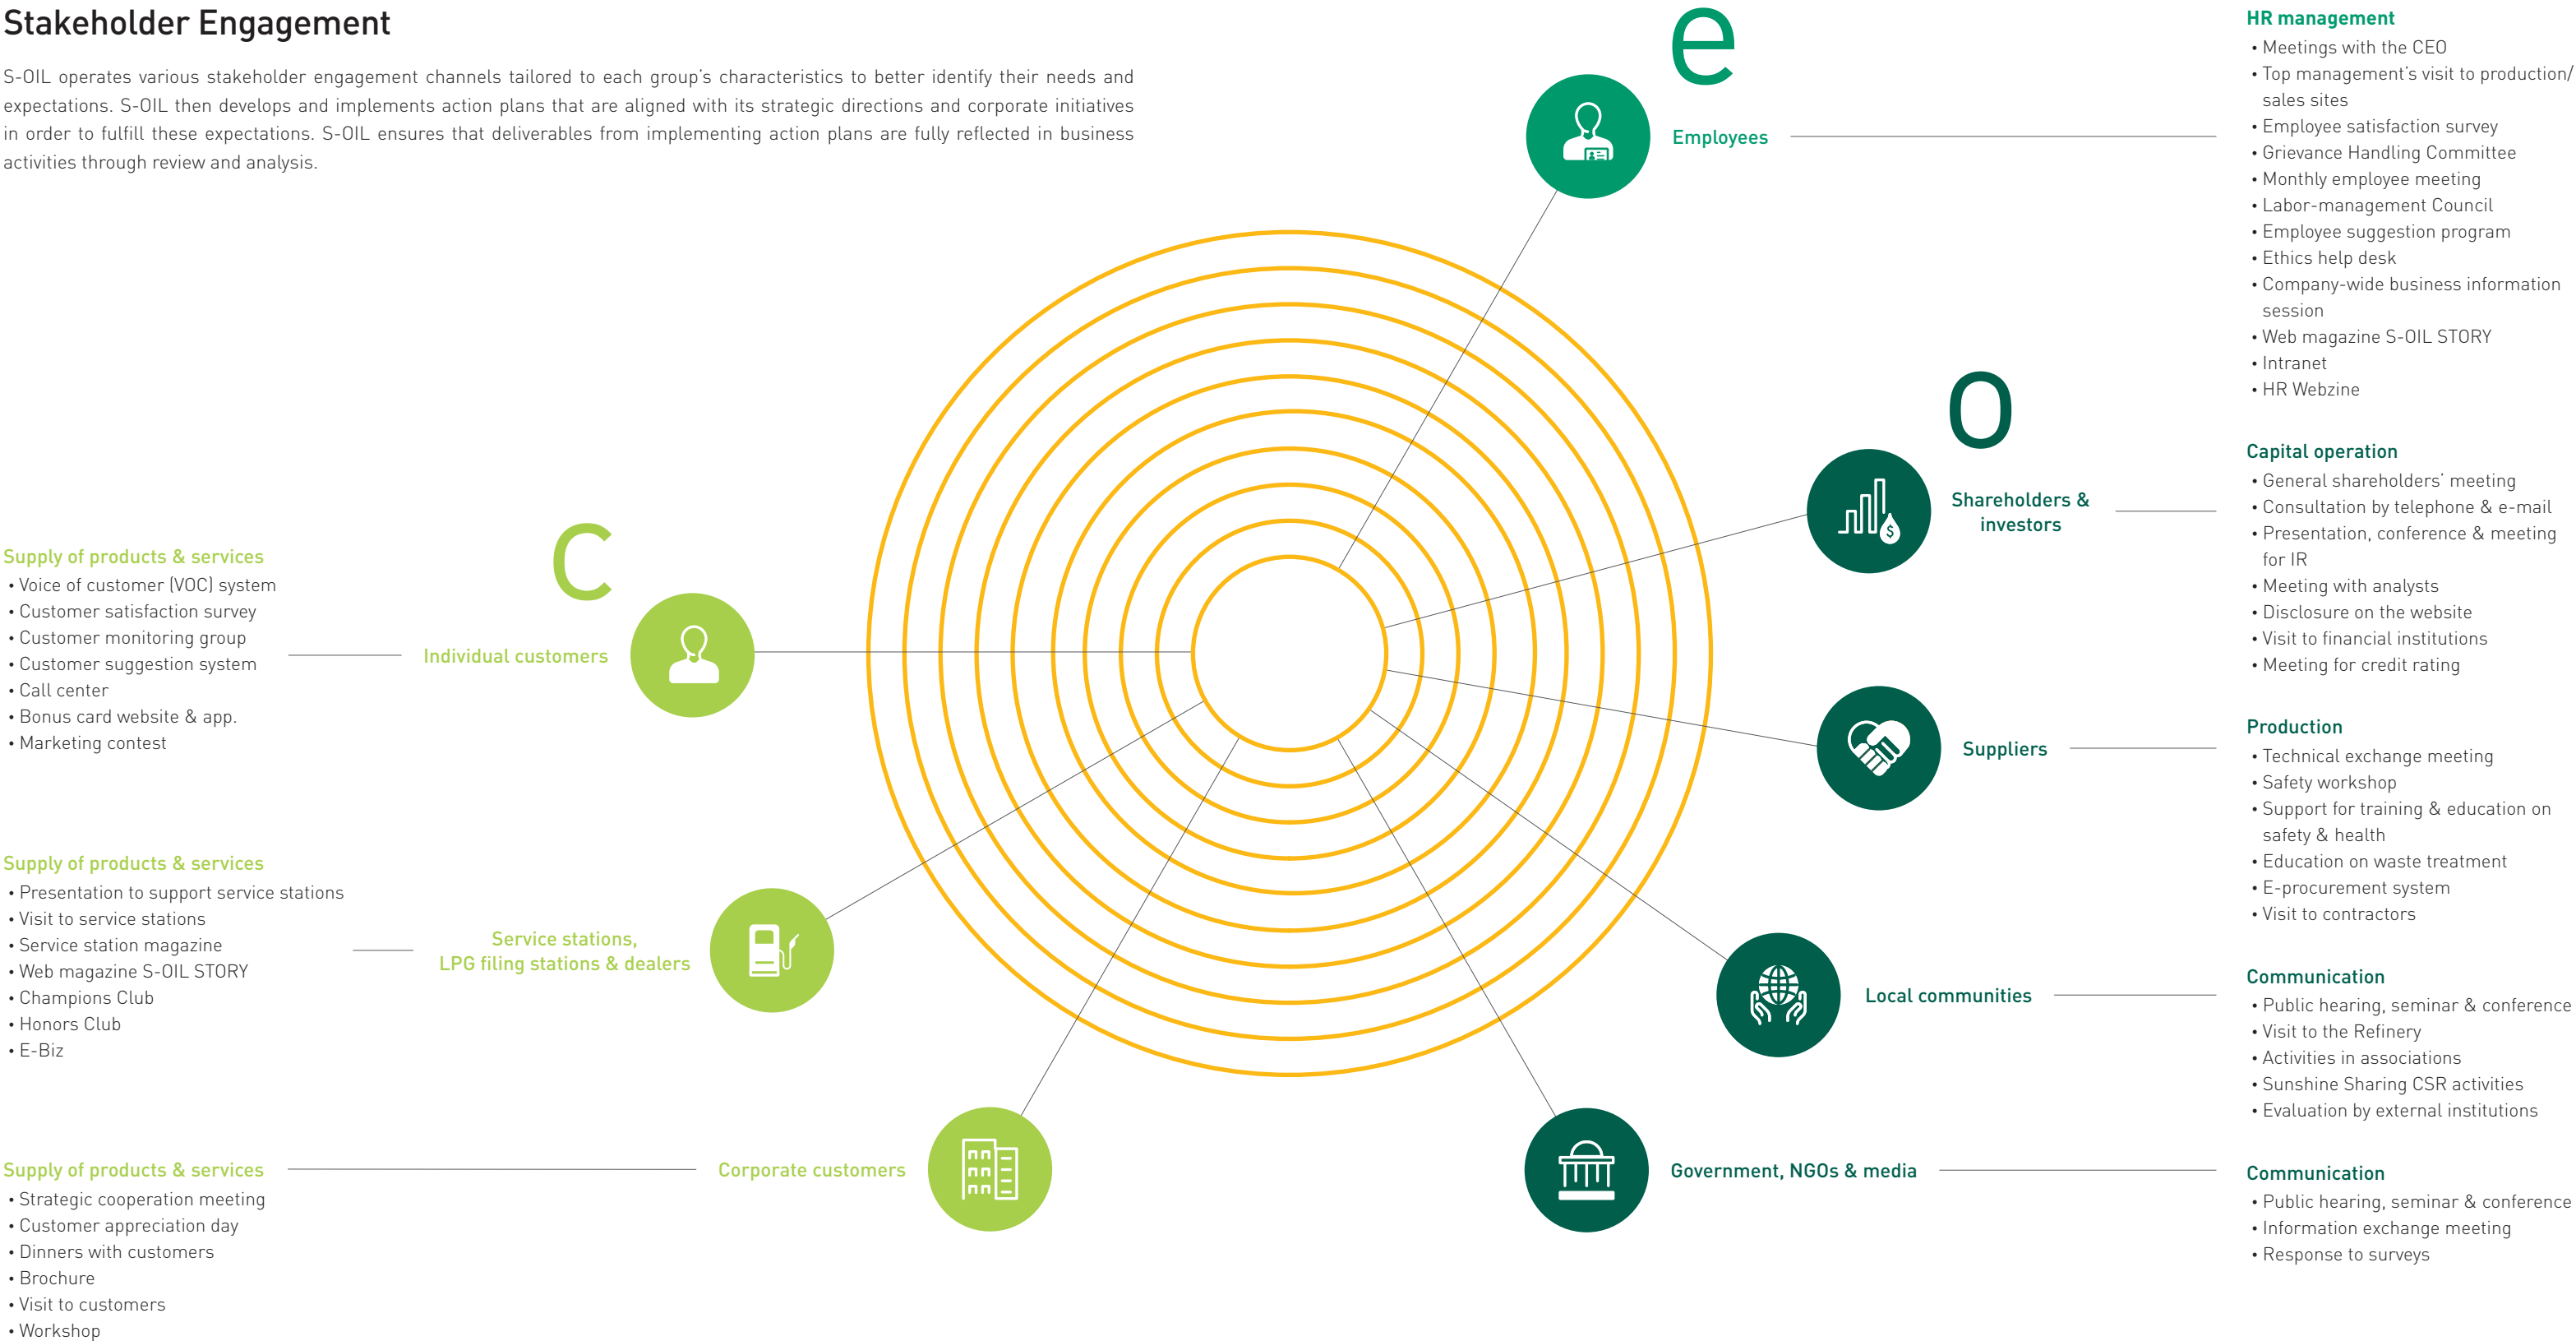 Stakeholder Engagement
S-OIL operates various stakeholder engagement channels tailored to each group's characteristics to better identify their needs and
expectations. S-OIL then develops and implements action plans that are aligned with its strategic directions and corporate initiatives
in order to fulfill these expectations. S-OIL ensures that deliverables from implementing action plans are fully reflected in business
activities through review and analysis.
e
Employees
HR management
• Meetings with the CEO
• Top management's visit to production/
sales sites
• Employee satisfaction survey
• Grievance Handling Committee
• Monthly employee meeting
• Labor-management Council
• Employee suggestion program
• Ethics help desk
• Company-wide business information
session
• Web magazine S-OIL STORY
• Intranet
• HR Webzine
o
$
Shareholders &
investors
Capital operation
• General shareholders' meeting
• Consultation by telephone & e-mail
• Presentation, conference & meeting
for IR
• Meeting with analysts
• Disclosure on the website
• Visit to financial institutions
• Meeting for credit rating
Suppliers
Production
• Technical exchange meeting
• Safety workshop
• Support for training & education on
safety & health
• Education on waste treatment
• E-procurement system
• Visit to contractors
Local communities
Communication
• Public hearing, seminar & conference
• Visit to the Refinery
• Activities in associations
• Sunshine Sharing CSR activities
• Evaluation by external institutions
Government, NGOs & media
Communication
• Public hearing, seminar & conference
• Information exchange meeting
• Response to surveys
c
Individual customers
Supply of products & services
• Voice of customer (VOC) system
• Customer satisfaction survey
• Customer monitoring group
• Customer suggestion system
• Call center
• Bonus card website & app.
• Marketing contest
Service stations,
LPG filing stations & dealers
Supply of products & services
• Presentation to support service stations
• Visit to service stations
• Service station magazine
• Web magazine S-OIL STORY
• Champions Club
• Honors Club
• E-Biz
Corporate customers
Supply of products & services
• Strategic cooperation meeting
• Customer appreciation day
• Dinners with customers
• Brochure
• Visit to customers
• Workshop